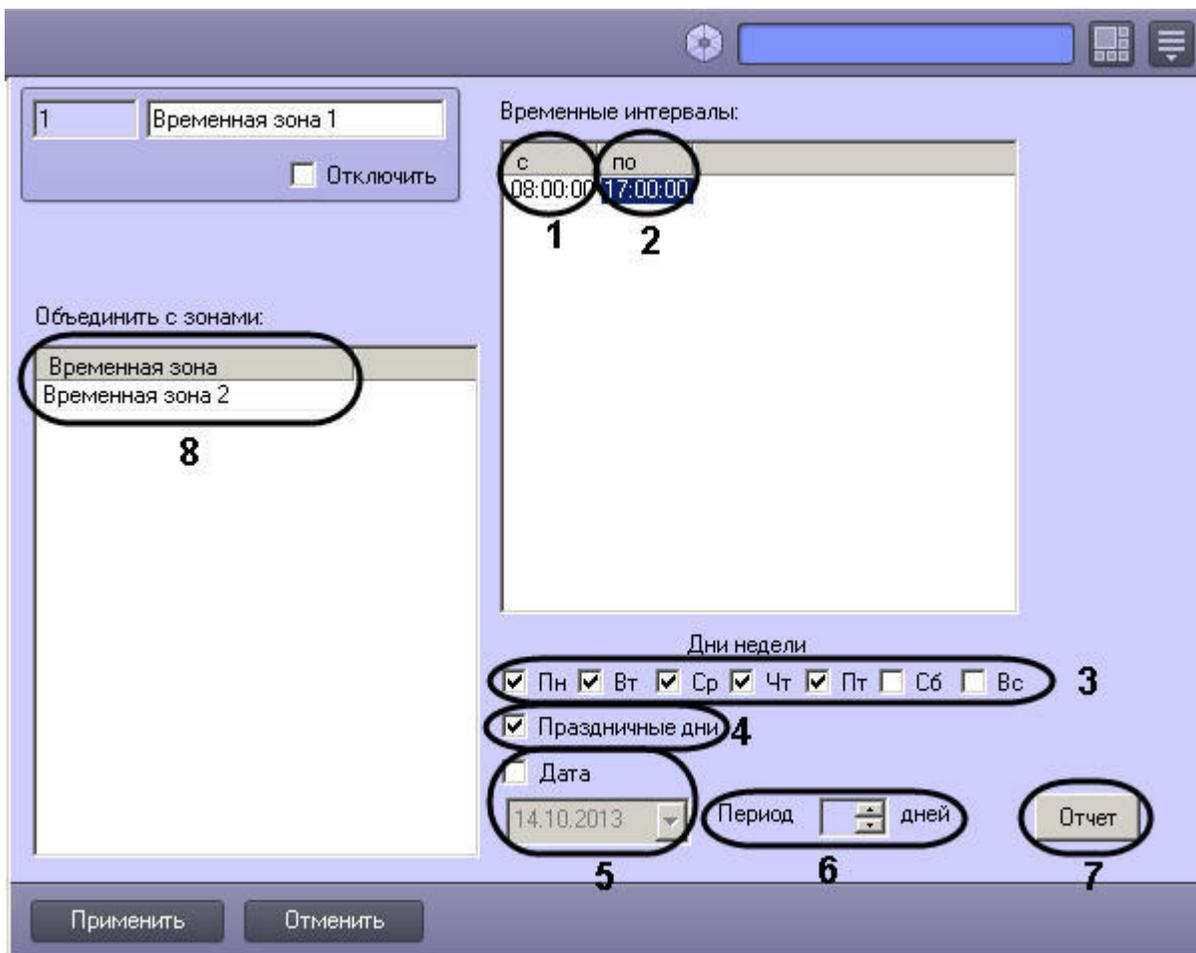 1
Временная зона 1
Отключить
Временные интервалы:
с по
08:00:00 17:00:00
1 2
Объединить с зонами:
Временная зона
Временная зона 2
8
Дни недели
Пн Вт Ср Чт Пт Сб Вс 3
Праздничные дни 4
Дата
14.10.2013 Период дней Отчет
5 6 7
Применить Отменить